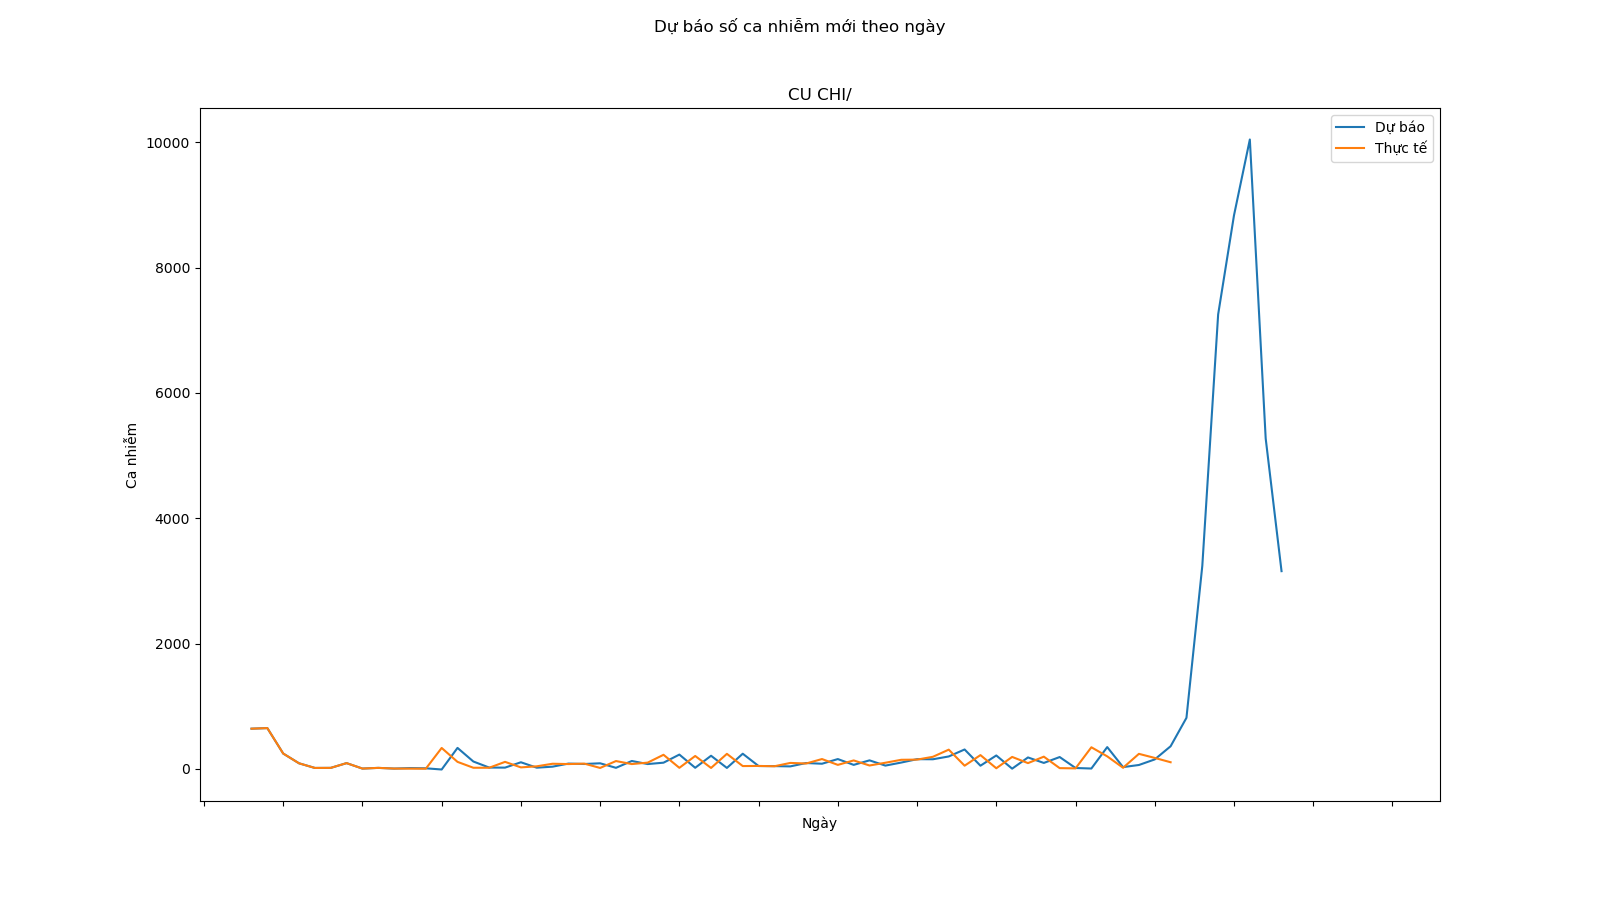 Dự báo số ca nhiễm mới theo ngày
CU CHI/
Dự báo
Thực tế
10000
8000
6000
4000
2000
0
Ca nhiễm
Ngày